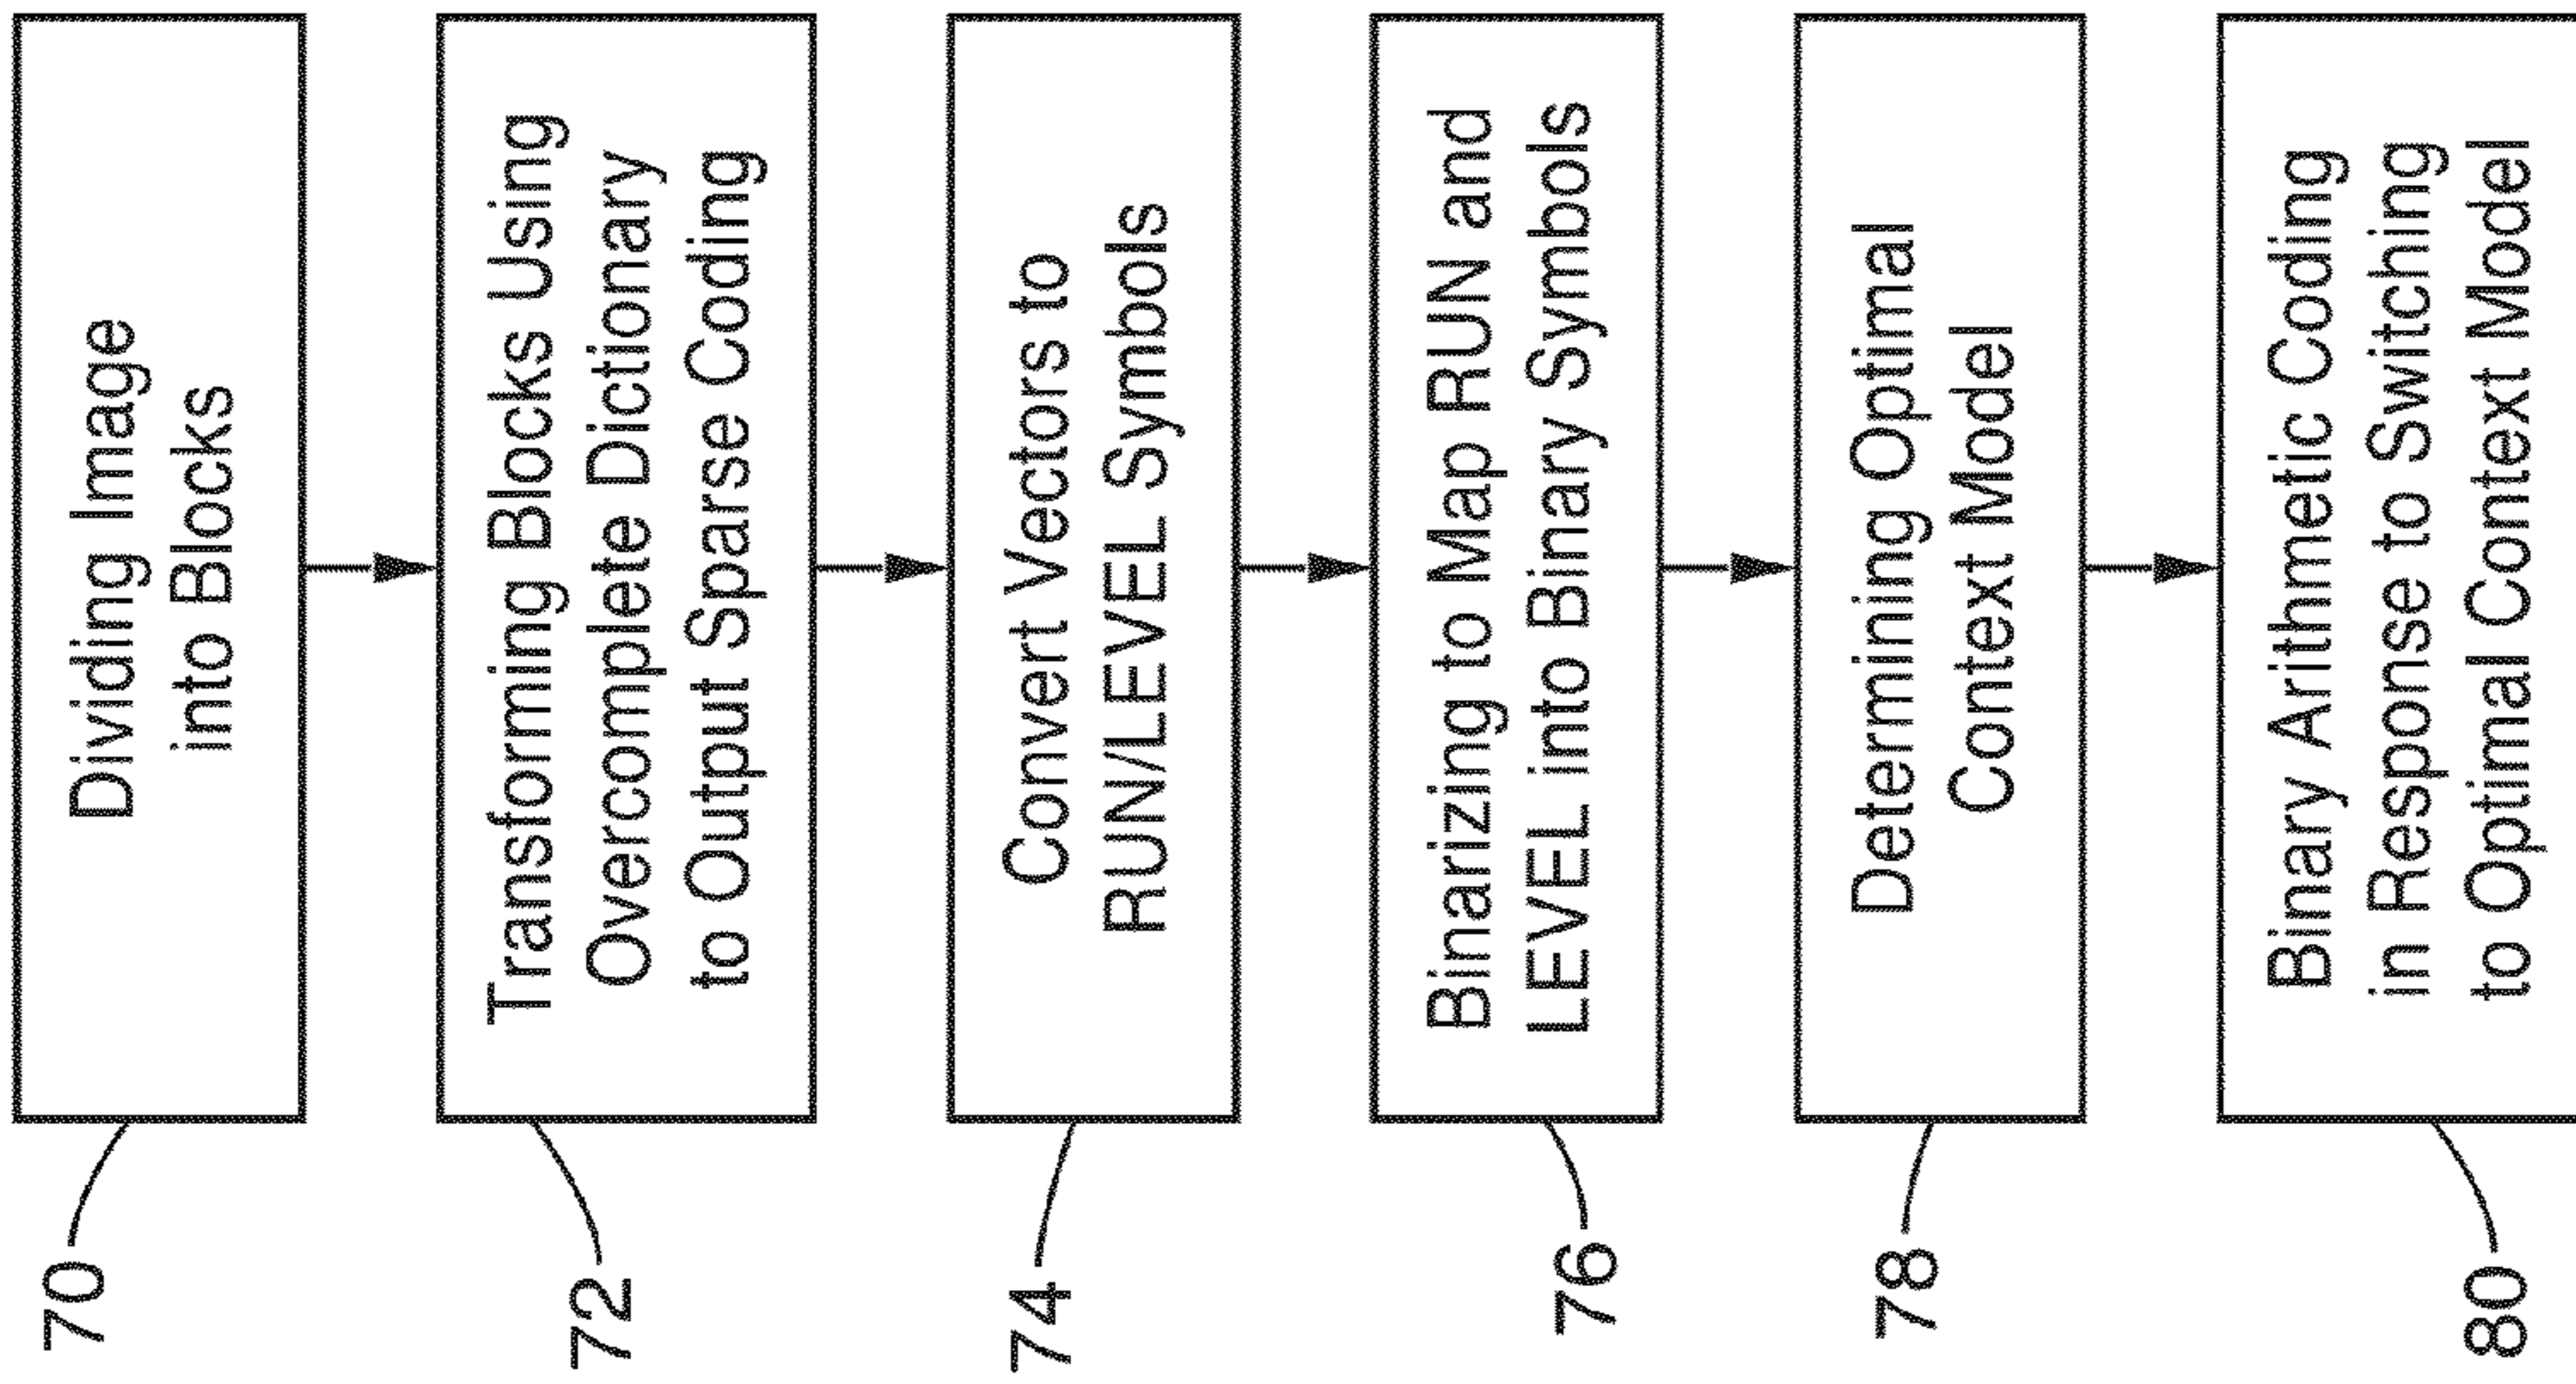 70
Dividing Image
into Blocks
72
Transforming Blocks Using
Overcomplete Dictionary
to Output Sparse Coding
74
Convert Vectors to
RUN/LEVEL Symbols
76
Binarizing to Map RUN and
LEVEL into Binary Symbols
78
Determining Optimal
Context Model
80
Binary Arithmetic Coding
in Response to Switching
to Optimal Context Model